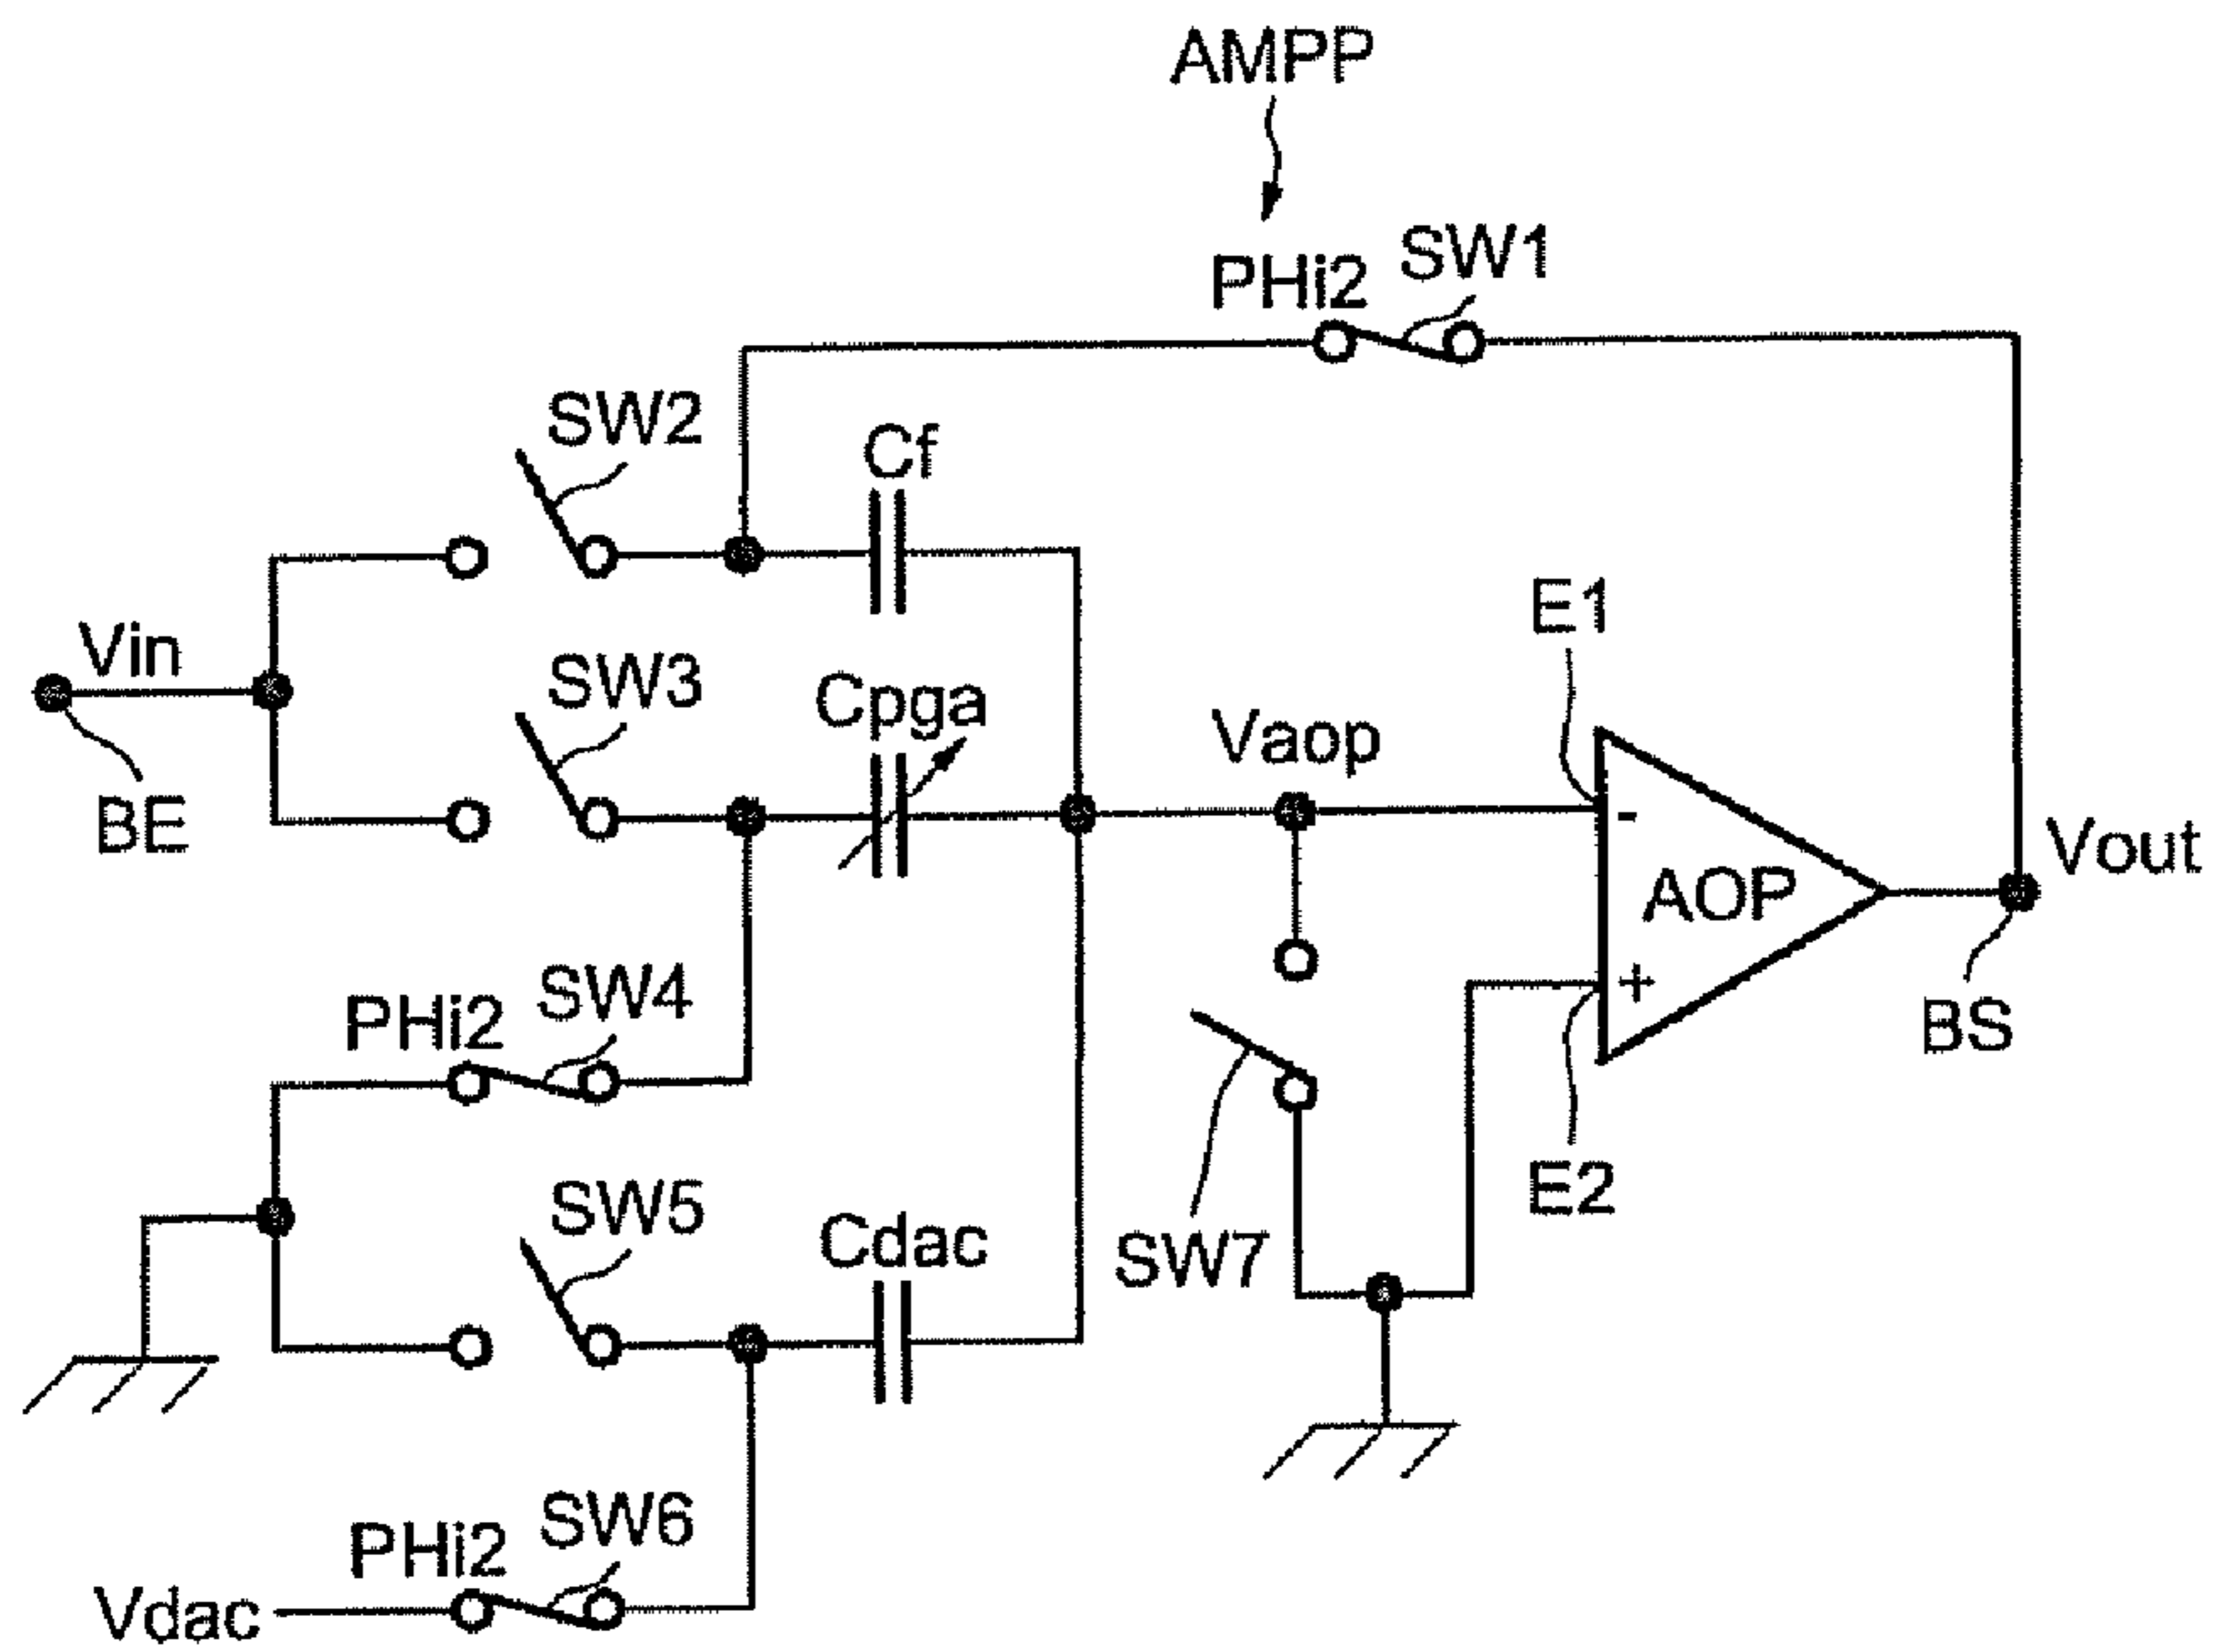 AMPP
PHi2
SW1
SW2
Cf
Vin
SW3
Cpga
E1
BE
Vaop
-
AOP
Vout
+
SW4
PHi2
BS
E2
SW5
Cdac
SW7
SW6
PHi2
Vdac